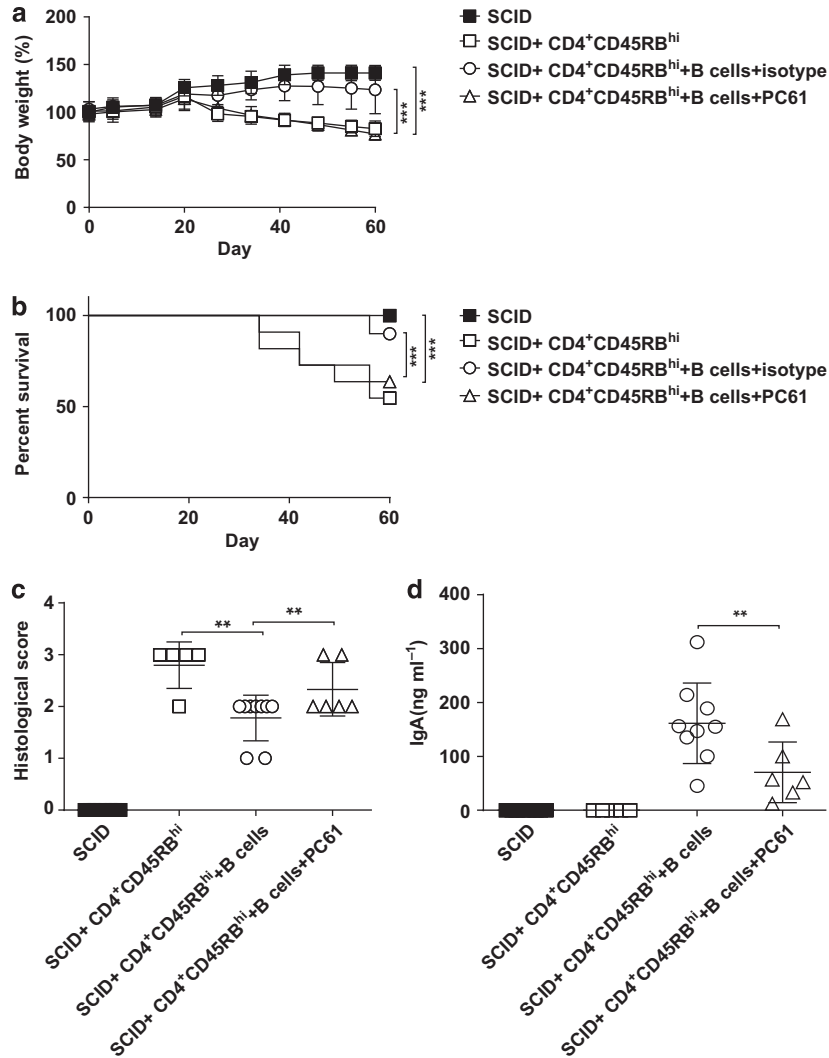 a
200
150
100
50
0
Body weight (%)
0 20 40 60
Day
***
***
SCID
SCID+ CD4⁺CD45RBʰⁱ
SCID+ CD4⁺CD45RBʰⁱ+B cells+isotype
SCID+ CD4⁺CD45RBʰⁱ+B cells+PC61
b
100
50
0
Percent survival
0 20 40 60
Day
***
***
SCID
SCID+ CD4⁺CD45RBʰⁱ
SCID+ CD4⁺CD45RBʰⁱ+B cells+isotype
SCID+ CD4⁺CD45RBʰⁱ+B cells+PC61
c
4
3
2
1
0
Histological score
**
**
SCID
SCID+ CD4⁺CD45RBʰⁱ
SCID+ CD4⁺CD45RBʰⁱ+B cells
SCID+ CD4⁺CD45RBʰⁱ+B cells+PC61
d
400
300
200
100
0
IgA(ng ml⁻¹)
**
SCID
SCID+ CD4⁺CD45RBʰⁱ
SCID+ CD4⁺CD45RBʰⁱ+B cells
SCID+ CD4⁺CD45RBʰⁱ+B cells+PC61